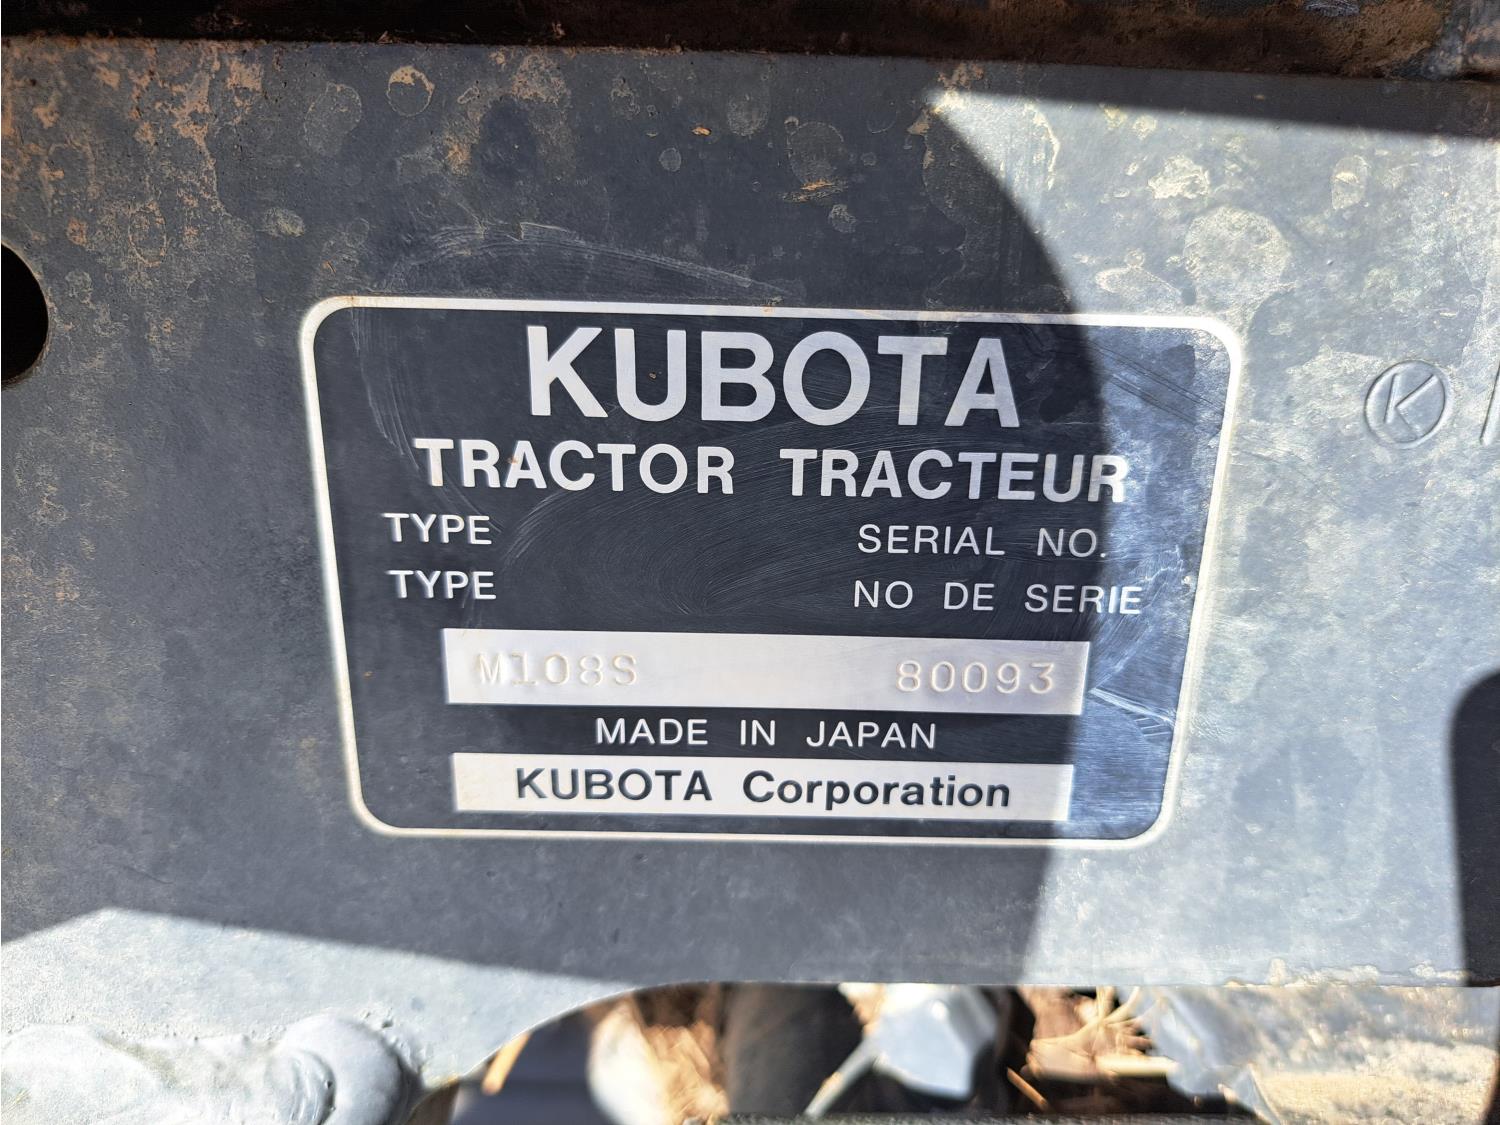 KUBOTA
TRACTOR TRACTEUR
TYPE SERIAL NO.
TYPE NO DE SERIE
M108S 80093
MADE IN JAPAN
KUBOTA Corporation
K